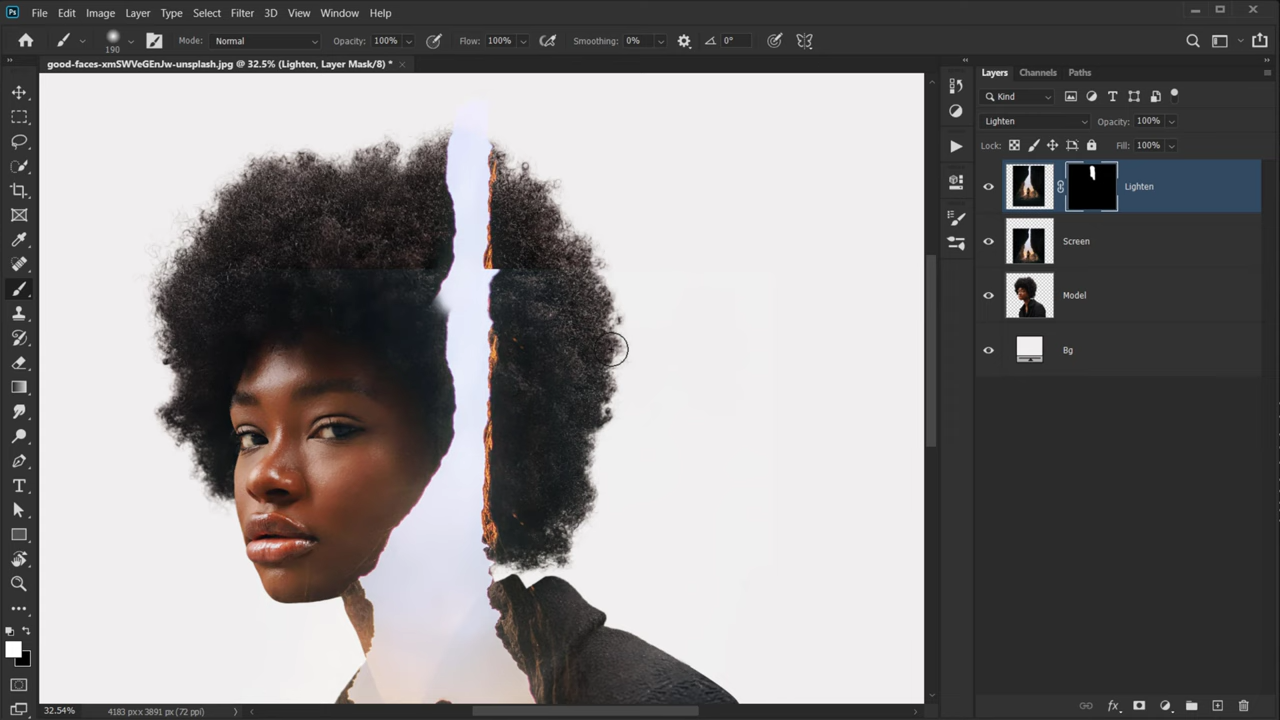 Ps File Edit Image Layer Type Select Filter 3D View Window Help
190 Mode: Normal Opacity: 100% Flow: 100% Smoothing: 0% 0°
good-faces-xmSWVeGEnJw-unsplash.jpg @ 32.5% (Lighten, Layer Mask/8) *
Layers Channels Paths
Kind
Lighten Opacity: 100%
Lock: Fill: 100%
Lighten
Screen
Model
Bg
32.54% 4183 px x 3891 px (72 ppi)